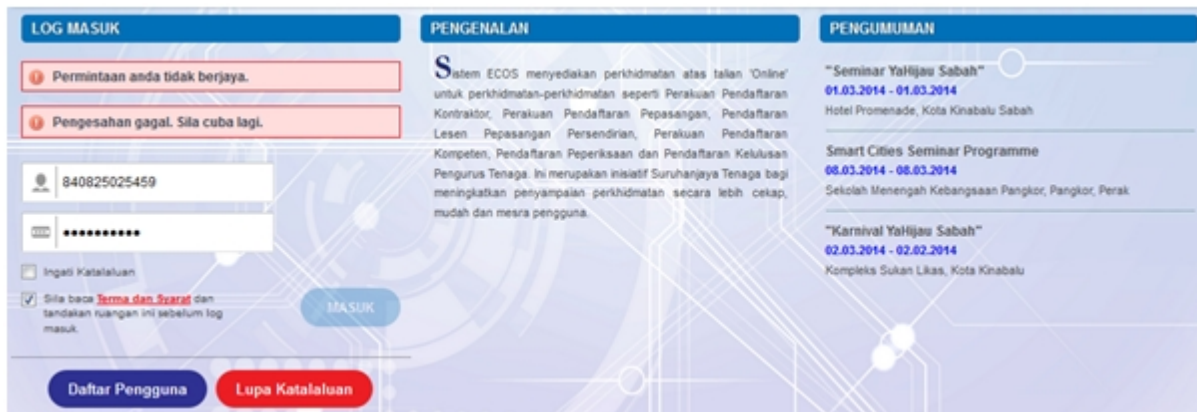 LOG MASUK
Permintaan anda tidak berjaya.
Pengesahan gagal. Sila cuba lagi.
840825025459
Ingati Katalaluan
Sila baca Terma dan Syarat dan
tandakan ruangan ini sebelum log
masuk.
MASUK
Daftar Pengguna
Lupa Katalaluan
PENGENALAN
Sistem ECOS menyediakan perkhidmatan atas talian 'Online'
untuk perkhidmatan-perkhidmatan seperti Perakuan Pendaftaran
Kontraktor, Perakuan Pendaftaran Pepasangan, Pendaftaran
Lesen Pepasangan Persendirian, Perakuan Pendaftaran
Kompeten, Pendaftaran Peperiksaan dan Pendaftaran Kelulusan
Pengurus Tenaga. Ini merupakan inisiatif Suruhanjaya Tenaga bagi
meningkatkan penyampaian perkhidmatan secara lebih cekap,
mudah dan mesra pengguna.
PENGUMUMAN
"Seminar YaHijau Sabah"
01.03.2014 - 01.03.2014
Hotel Promenade, Kota Kinabalu Sabah
Smart Cities Seminar Programme
08.03.2014 - 08.03.2014
Sekolah Menengah Kebangsaan Pangkor, Pangkor, Perak
"Karnival YaHijau Sabah"
02.03.2014 - 02.02.2014
Kompleks Sukan Likas, Kota Kinabalu